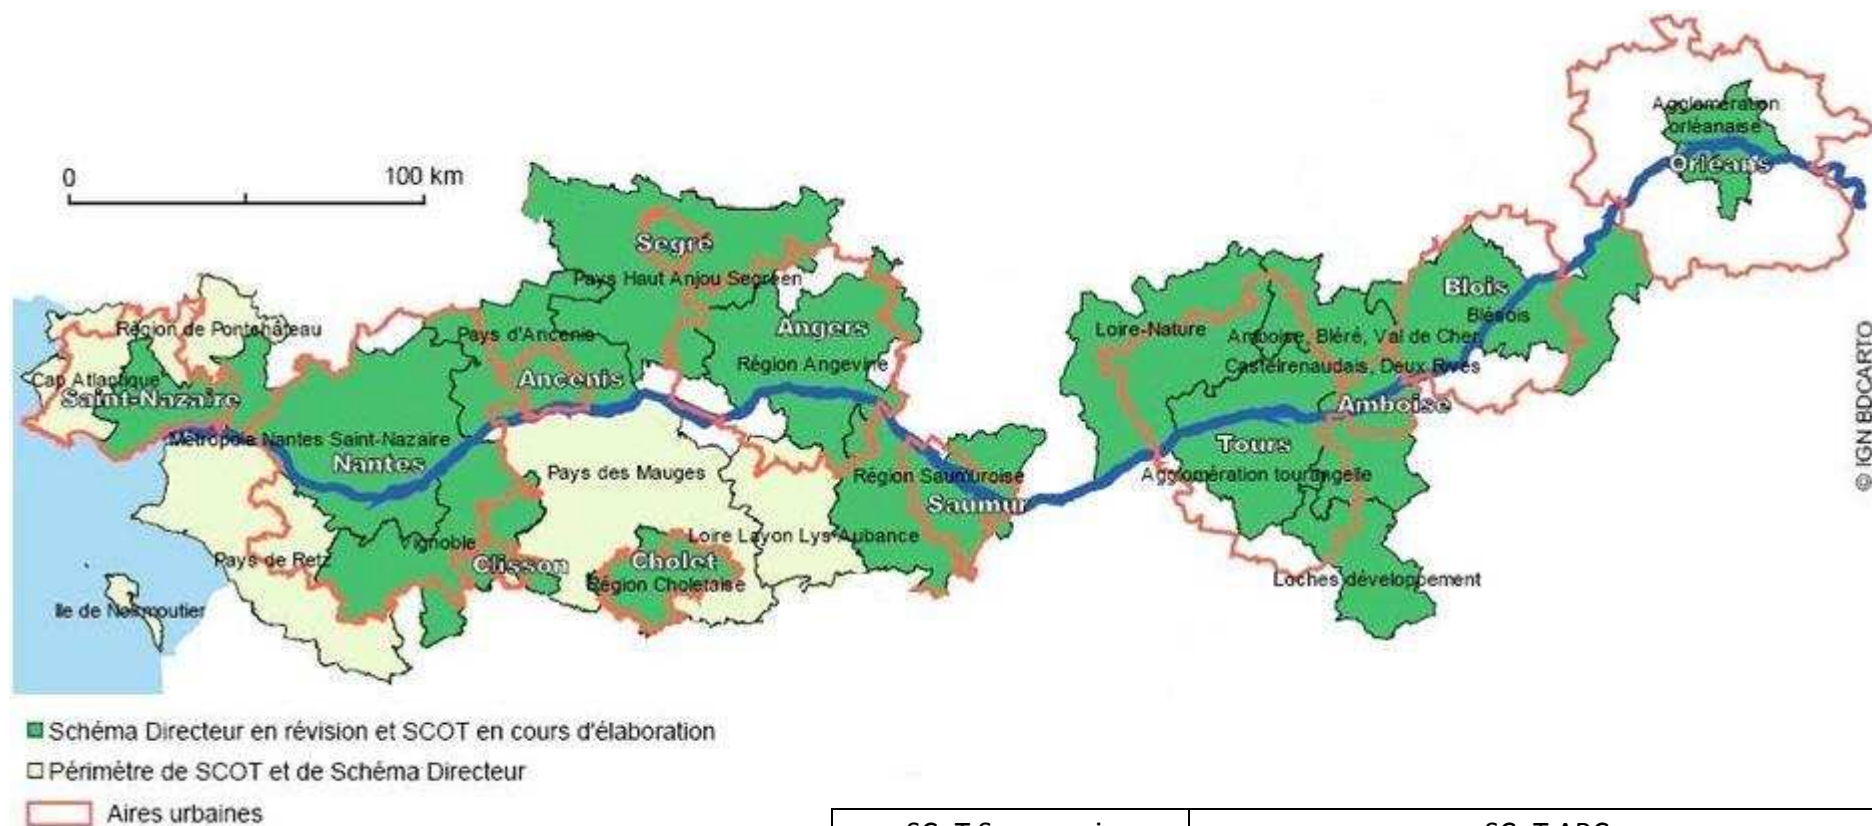 0
100 km
Agglomération
orléanaise
Orléans
Segré
Pays Haut Anjou Segréen
Blois
Blésois
Région de Pontchâteau
Pays d'Ancenis
Angers
Loire-Nature
Amboise, Bléré, Val de Cher
Région Angevine
Castelrenaudais, Deux Rives
Cap Atlantique
Ancenis
Saint-Nazaire
Amboise
Métropole Nantes Saint-Nazaire
Nantes
Tours
Pays des Mauges
Région Saumuroise
Agglomération tourangelle
Saumur
Loire Layon Lys Aubance
Vignoble
Pays de Retz
Clisson
Cholet
Région Choletaise
Loches développement
Ile de Noirmoutier
© IGN BDCARTO
Schéma Directeur en révision et SCOT en cours d'élaboration
Périmètre de SCOT et de Schéma Directeur
Aires urbaines